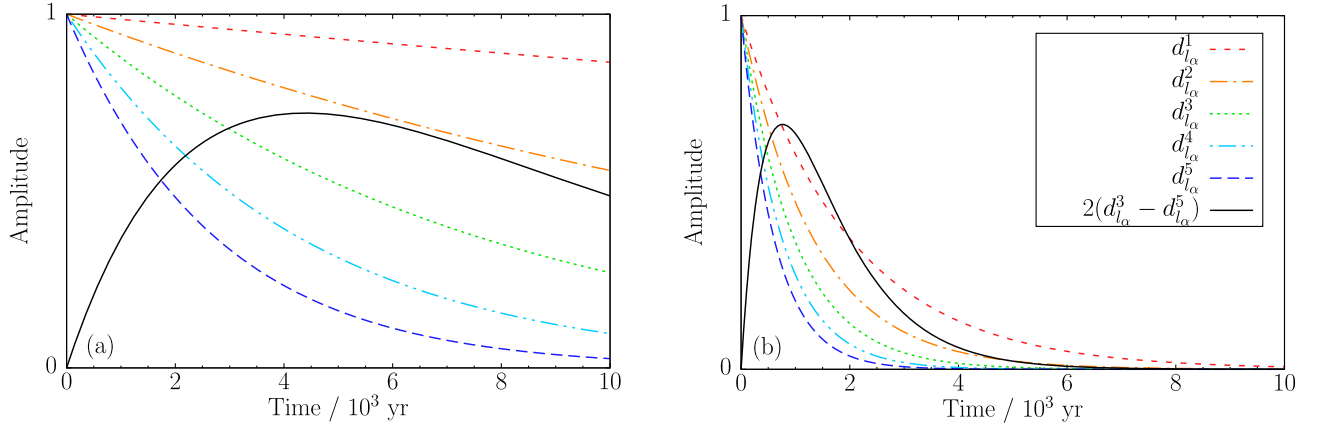 1
Amplitude
0
(a)
0 2 4 6 8 10
Time / 10³ yr
1
Amplitude
0
(b)
0 2 4 6 8 10
Time / 10³ yr
d¹_{l_α}
d²_{l_α}
d³_{l_α}
d⁴_{l_α}
d⁵_{l_α}
2(d³_{l_α} − d⁵_{l_α})